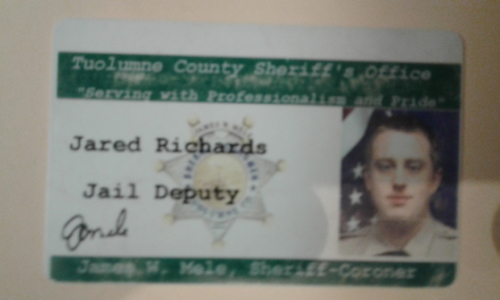 Tuolumne County Sheriff's Office
"Serving with Professionalism and Pride"
Jared Richards
Jail Deputy
James W. Mele, Sheriff-Coroner